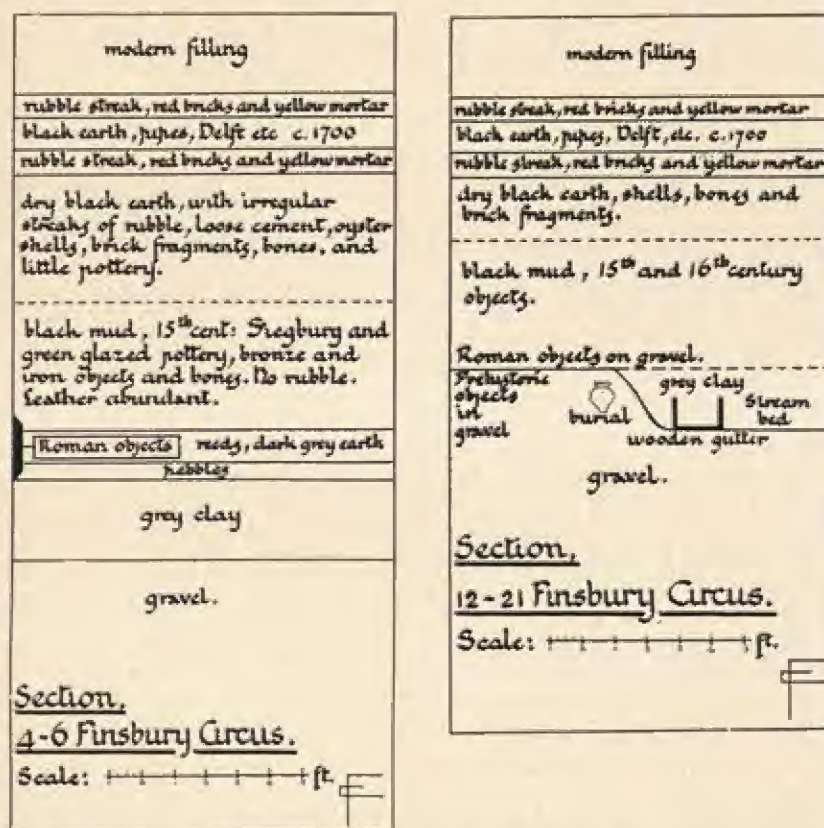 modern filling
rubble streak, red bricks and yellow mortar
black earth, pipes, Delft etc c. 1700
rubble streak, red bricks and yellow mortar
dry black earth, with irregular
streaks of rubble, loose cement, oyster
shells, brick fragments, bones, and
little pottery.
black mud, 15th cent: Siegburg and
green glazed pottery, bronze and
iron objects and bones. No rubble.
Leather abundant.
Roman objects reeds, dark grey earth
pebbles
grey clay
gravel.
Section,
4-6 Finsbury Circus.
Scale: ft.
modern filling
rubble streak, red bricks and yellow mortar
black earth, pipes, Delft, etc. c. 1700
rubble streak, red bricks and yellow mortar
dry black earth, shells, bones and
brick fragments.
black mud, 15th and 16th century
objects.
Roman objects on gravel.
Prehistoric
objects
in
gravel
burial
grey clay
Stream
bed
wooden gutter
gravel.
Section,
12-21 Finsbury Circus.
Scale: ft.